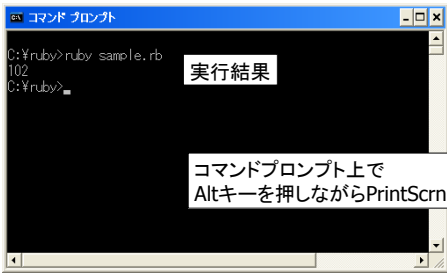 コマンド プロンプト
C:¥ruby>ruby sample.rb
102
C:¥ruby>_
実行結果
コマンドプロンプト上で
Altキーを押しながらPrintScrn